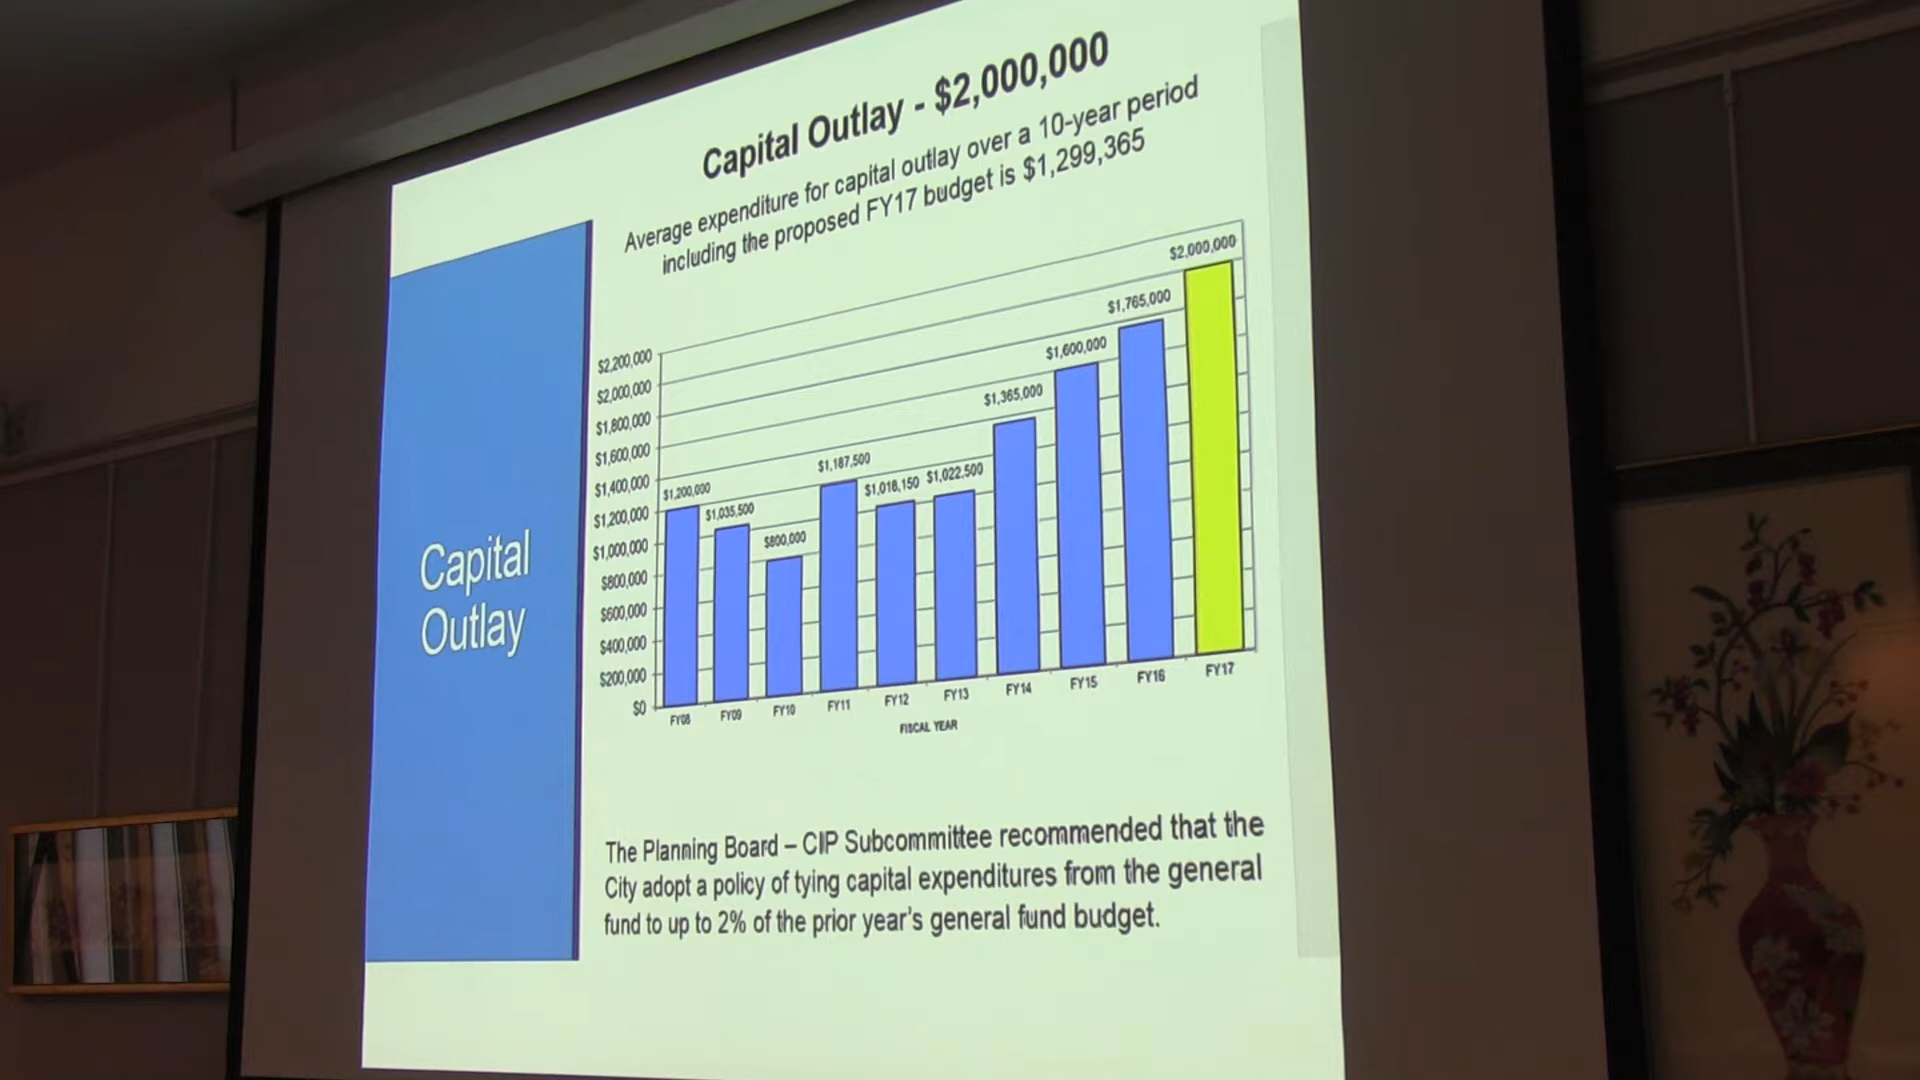 Capital Outlay - $2,000,000
Average expenditure for capital outlay over a 10-year period
including the proposed FY17 budget is $1,299,365
Capital
Outlay
$2,200,000
$2,000,000
$1,800,000
$1,600,000
$1,400,000
$1,200,000
$1,000,000
$800,000
$600,000
$400,000
$200,000
$0
$1,200,000
$1,035,500
$800,000
$1,187,500
$1,018,150
$1,022,500
$1,365,000
$1,600,000
$1,765,000
$2,000,000
FY08
FY09
FY10
FY11
FY12
FY13
FY14
FY15
FY16
FY17
FISCAL YEAR
The Planning Board – CIP Subcommittee recommended that the
City adopt a policy of tying capital expenditures from the general
fund to up to 2% of the prior year's general fund budget.